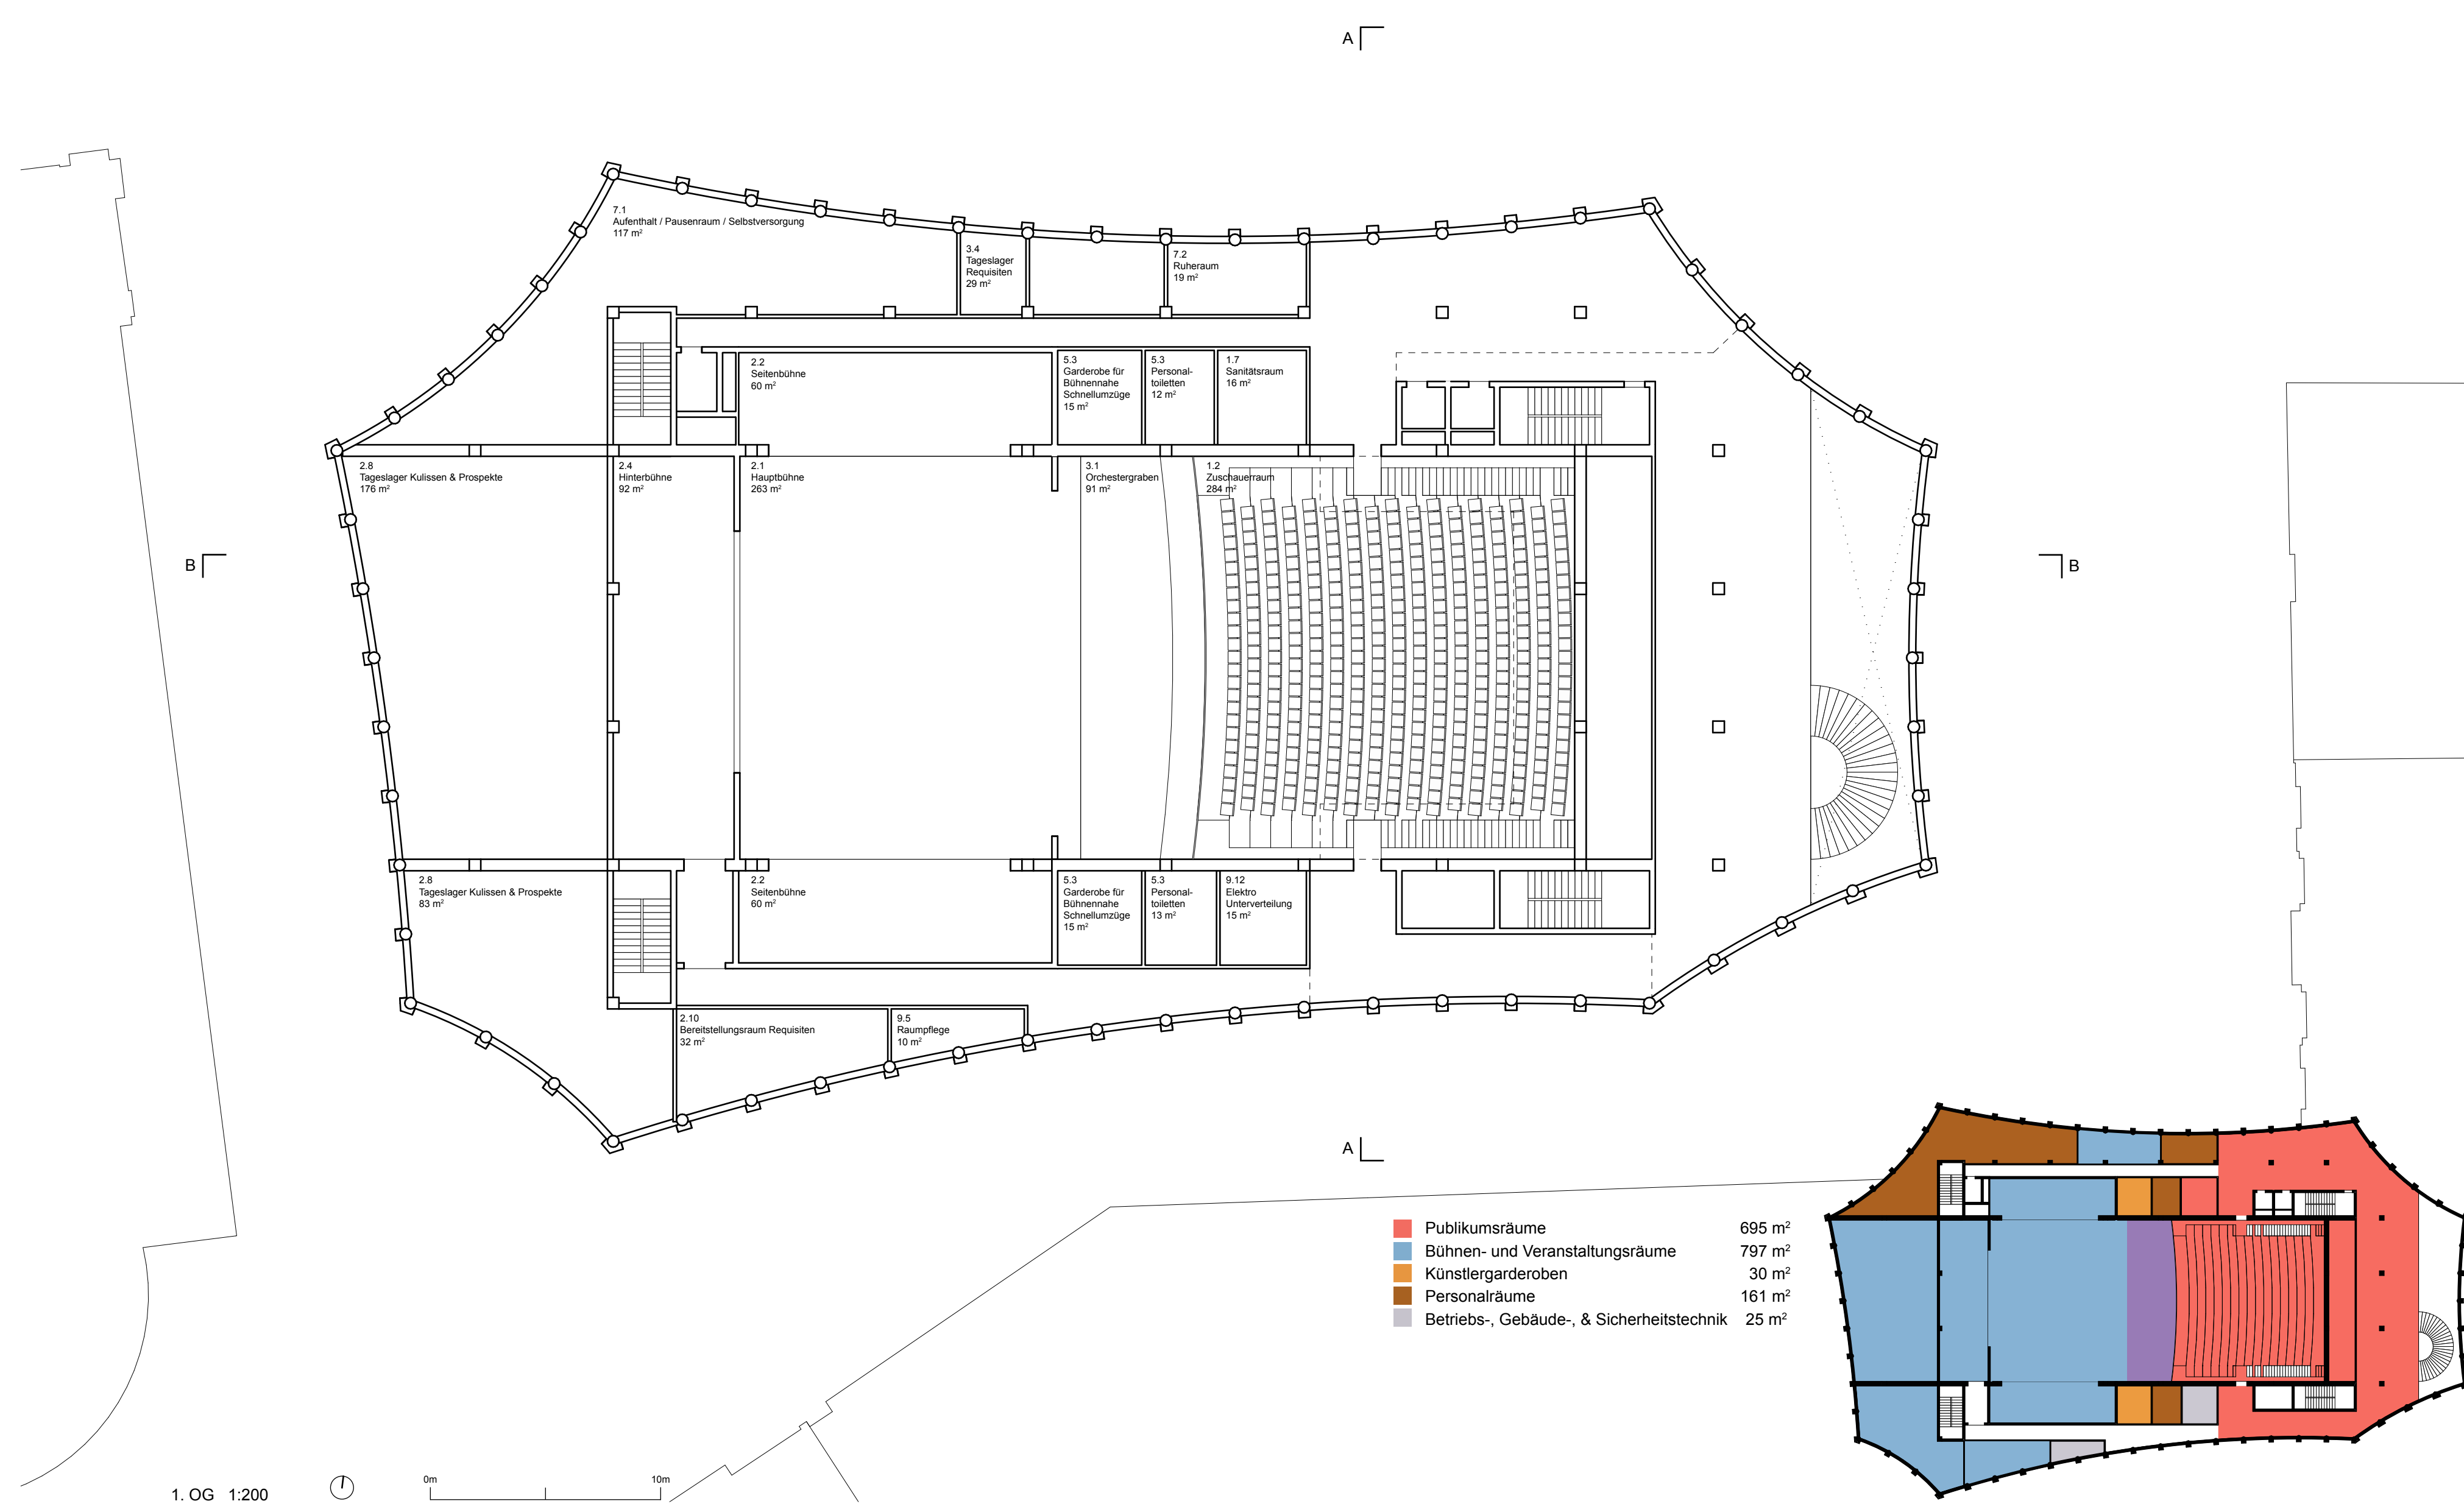 A
7.1
Aufenthalt / Pausenraum / Selbstversorgung
117 m²
3.4
Tageslager
Requisiten
29 m²
7.2
Ruheraum
19 m²
2.2
Seitenbühne
60 m²
5.3
Garderobe für
Bühnennahe
Schnellumzüge
15 m²
5.3
Personal-
toiletten
12 m²
1.7
Sanitätsraum
16 m²
2.8
Tageslager Kulissen & Prospekte
176 m²
2.4
Hinterbühne
92 m²
2.1
Hauptbühne
263 m²
3.1
Orchestergraben
91 m²
1.2
Zuschauerraum
284 m²
B
B
2.8
Tageslager Kulissen & Prospekte
83 m²
2.2
Seitenbühne
60 m²
5.3
Garderobe für
Bühnennahe
Schnellumzüge
15 m²
5.3
Personal-
toiletten
13 m²
9.12
Elektro
Unterverteilung
15 m²
2.10
Bereitstellungsraum Requisiten
32 m²
9.5
Raumpflege
10 m²
A
Publikumsräume 695 m²
Bühnen- und Veranstaltungsräume 797 m²
Künstlergarderoben 30 m²
Personalräume 161 m²
Betriebs-, Gebäude-, & Sicherheitstechnik 25 m²
1. OG 1:200
0m 10m